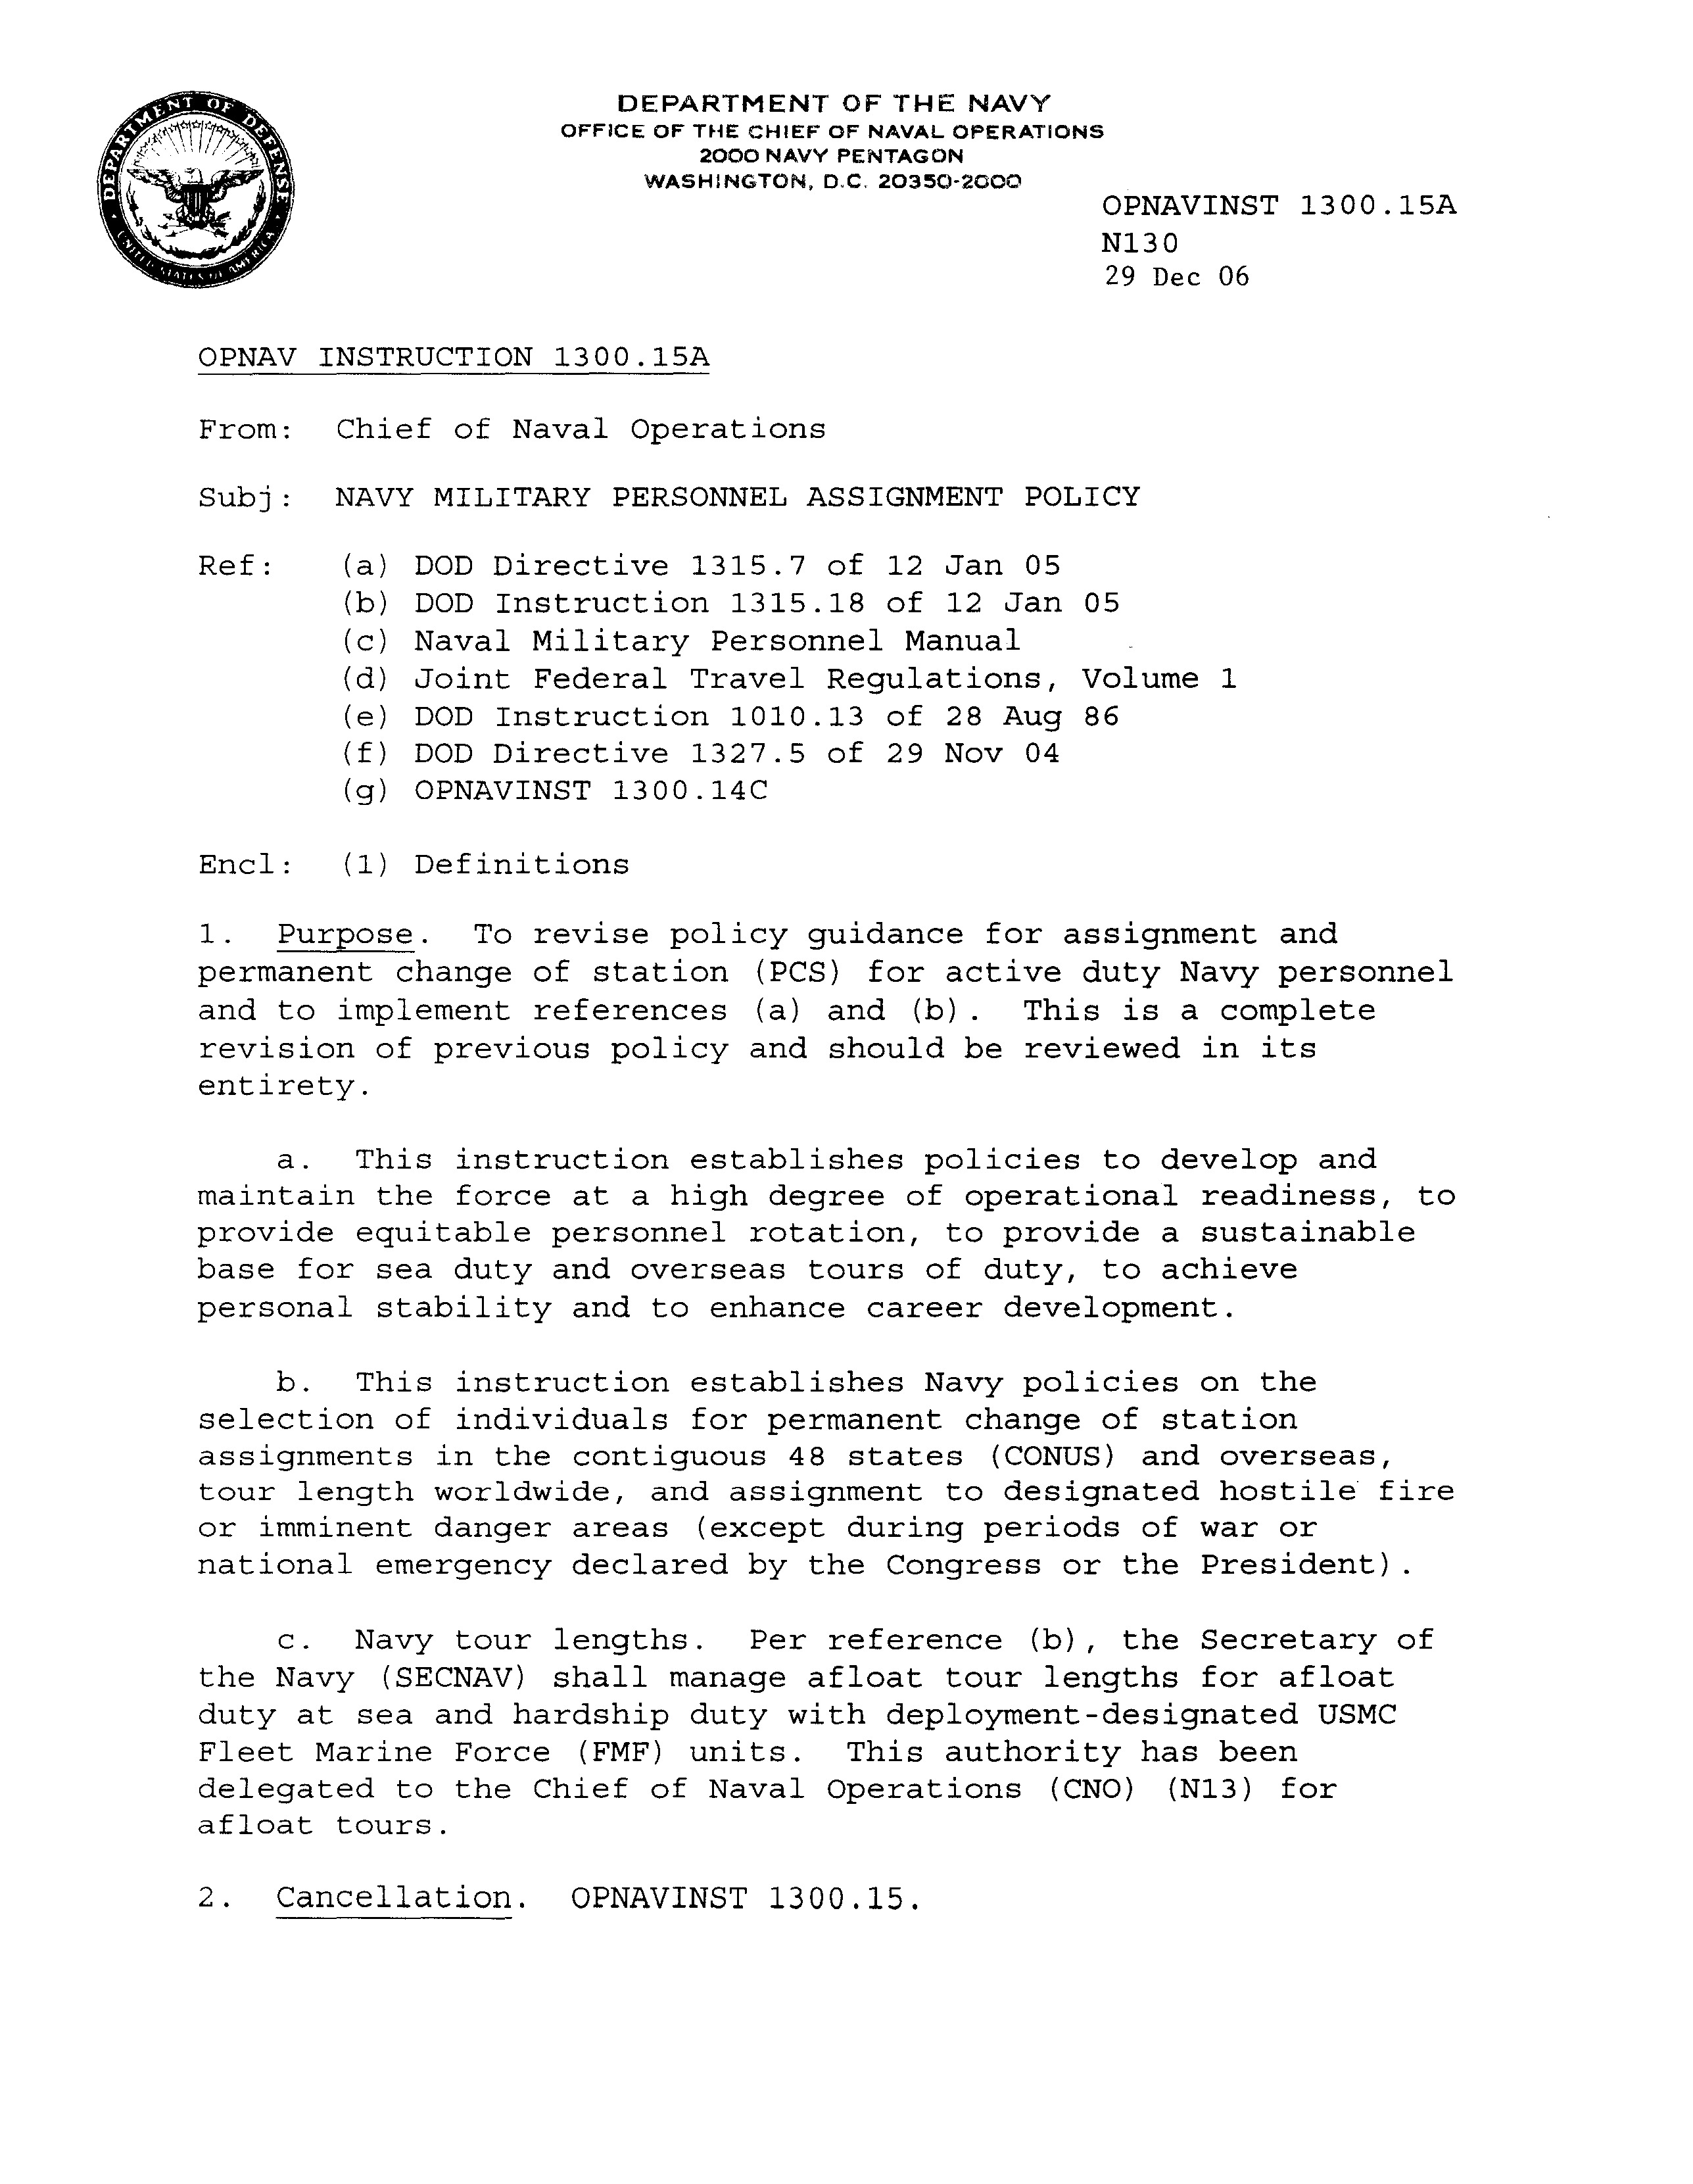 DEPARTMENT OF DEFENSE
UNITED STATES OF AMERICA
DEPARTMENT OF THE NAVY
OFFICE OF THE CHIEF OF NAVAL OPERATIONS
2000 NAVY PENTAGON
WASHINGTON, D.C. 20350-2000
OPNAVINST 1300.15A
N130
29 Dec 06
OPNAV INSTRUCTION 1300.15A
From: Chief of Naval Operations
Subj: NAVY MILITARY PERSONNEL ASSIGNMENT POLICY
Ref: (a) DOD Directive 1315.7 of 12 Jan 05
(b) DOD Instruction 1315.18 of 12 Jan 05
(c) Naval Military Personnel Manual
(d) Joint Federal Travel Regulations, Volume 1
(e) DOD Instruction 1010.13 of 28 Aug 86
(f) DOD Directive 1327.5 of 29 Nov 04
(g) OPNAVINST 1300.14C
Encl: (1) Definitions
1. Purpose. To revise policy guidance for assignment and
permanent change of station (PCS) for active duty Navy personnel
and to implement references (a) and (b). This is a complete
revision of previous policy and should be reviewed in its
entirety.
a. This instruction establishes policies to develop and
maintain the force at a high degree of operational readiness, to
provide equitable personnel rotation, to provide a sustainable
base for sea duty and overseas tours of duty, to achieve
personal stability and to enhance career development.
b. This instruction establishes Navy policies on the
selection of individuals for permanent change of station
assignments in the contiguous 48 states (CONUS) and overseas,
tour length worldwide, and assignment to designated hostile fire
or imminent danger areas (except during periods of war or
national emergency declared by the Congress or the President).
c. Navy tour lengths. Per reference (b), the Secretary of
the Navy (SECNAV) shall manage afloat tour lengths for afloat
duty at sea and hardship duty with deployment-designated USMC
Fleet Marine Force (FMF) units. This authority has been
delegated to the Chief of Naval Operations (CNO) (N13) for
afloat tours.
2. Cancellation. OPNAVINST 1300.15.